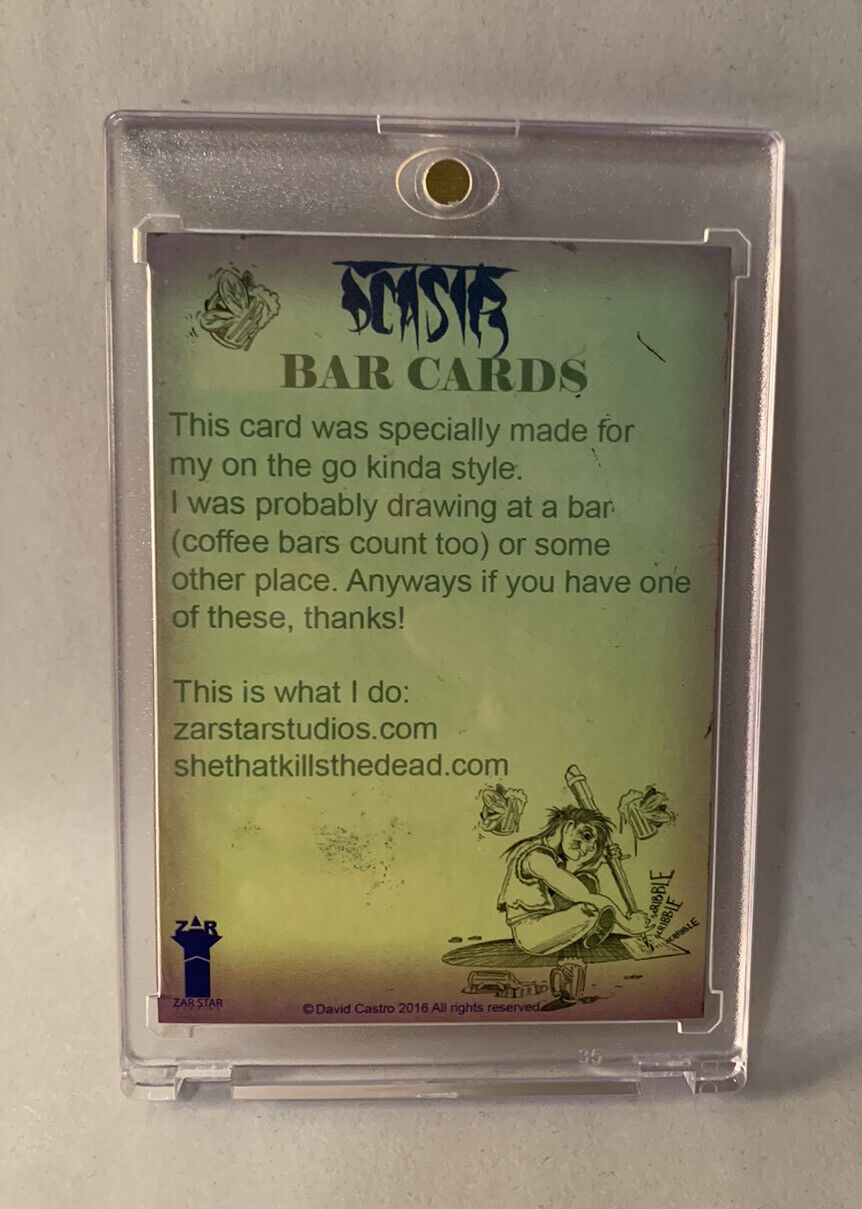 BAR CARDS
This card was specially made for
my on the go kinda style.
I was probably drawing at a bar
(coffee bars count too) or some
other place. Anyways if you have one
of these, thanks!
This is what I do:
zarstarstudios.com
shethatkillsthedead.com
SCRIBBLE
SCRIBBLE
SCRIBBLE
ZAR
ZAR STAR
©David Castro 2016 All rights reserved
35